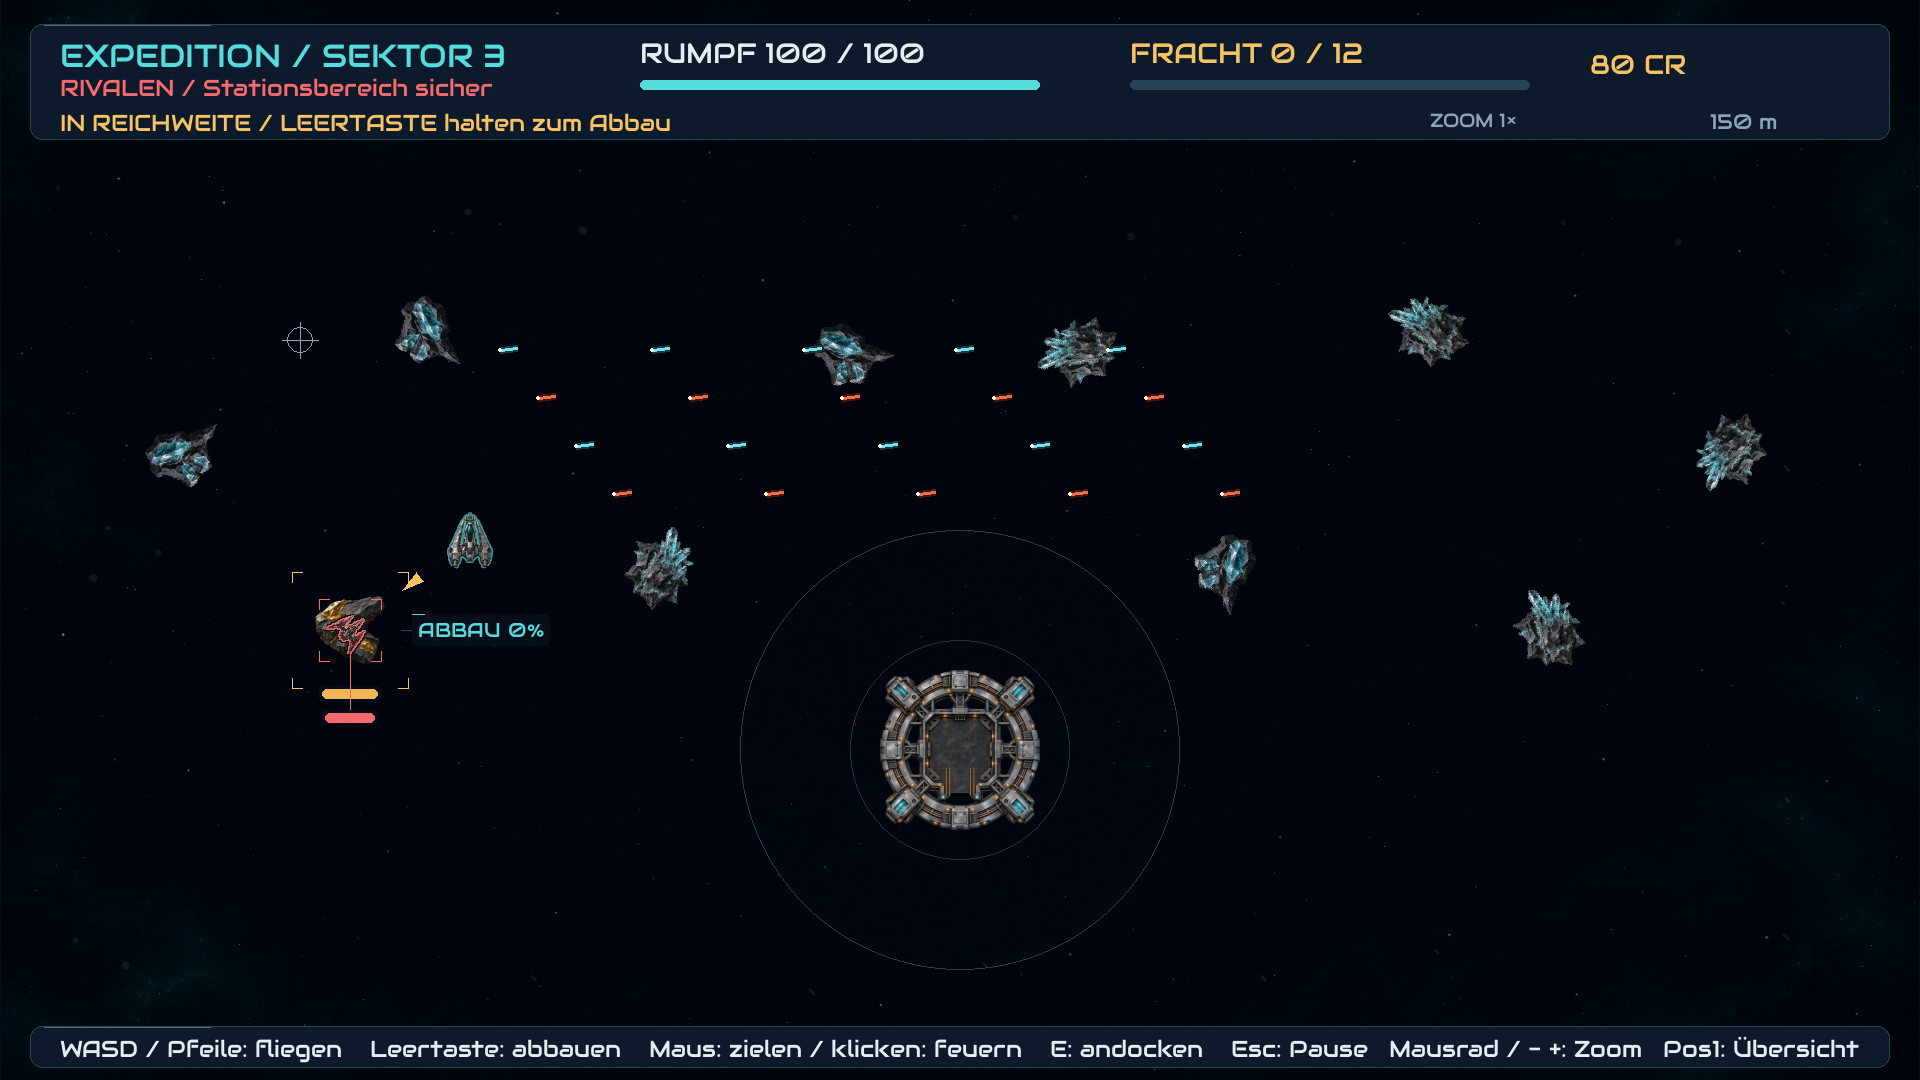 EXPEDITION / SEKTOR 3
RUMPF 100 / 100
FRACHT 0 / 12
80 CR
RIVALEN / Stationsbereich sicher
IN REICHWEITE / LEERTASTE halten zum Abbau
ZOOM 1×
150 m
ABBAU 0%
WASD / Pfeile: fliegen Leertaste: abbauen Maus: zielen / klicken: feuern E: andocken Esc: Pause Mausrad / - +: Zoom Pos1: Übersicht